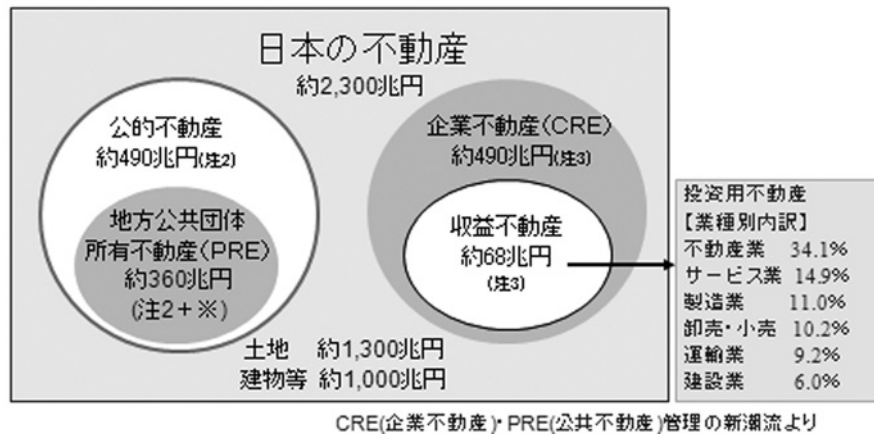 日本の不動産
約2,300兆円
公的不動産
約490兆円(注2)
地方公共団体
所有不動産(PRE)
約360兆円
(注2+※)
企業不動産(CRE)
約490兆円(注3)
収益不動産
約68兆円
(注3)
土地 約1,300兆円
建物等 約1,000兆円
投資用不動産
【業種別内訳】
不動産業 34.1%
サービス業 14.9%
製造業 11.0%
卸売・小売 10.2%
運輸業 9.2%
建設業 6.0%
CRE(企業不動産)・PRE(公共不動産)管理の新潮流より